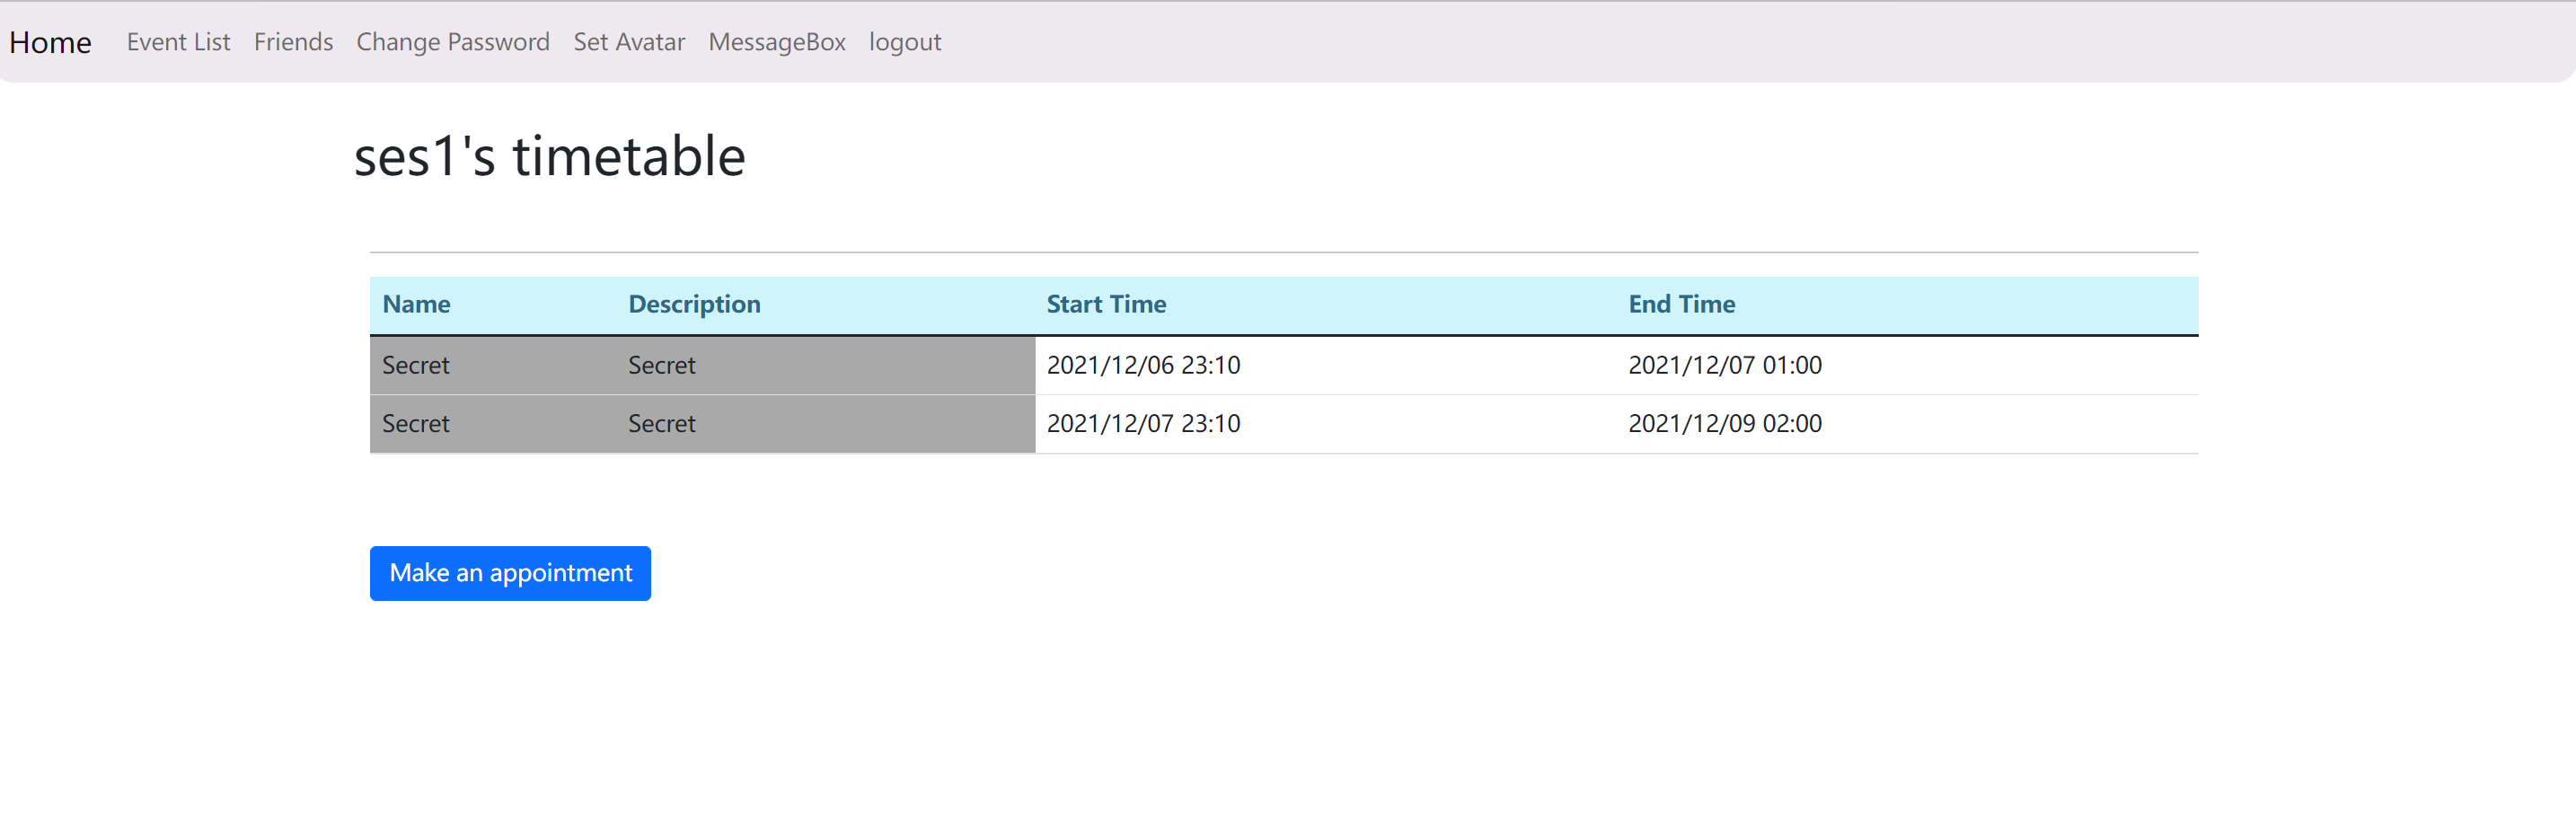 Home Event List Friends Change Password Set Avatar MessageBox logout
ses1's timetable
Name Description Start Time End Time
Secret Secret 2021/12/06 23:10 2021/12/07 01:00
Secret Secret 2021/12/07 23:10 2021/12/09 02:00
Make an appointment